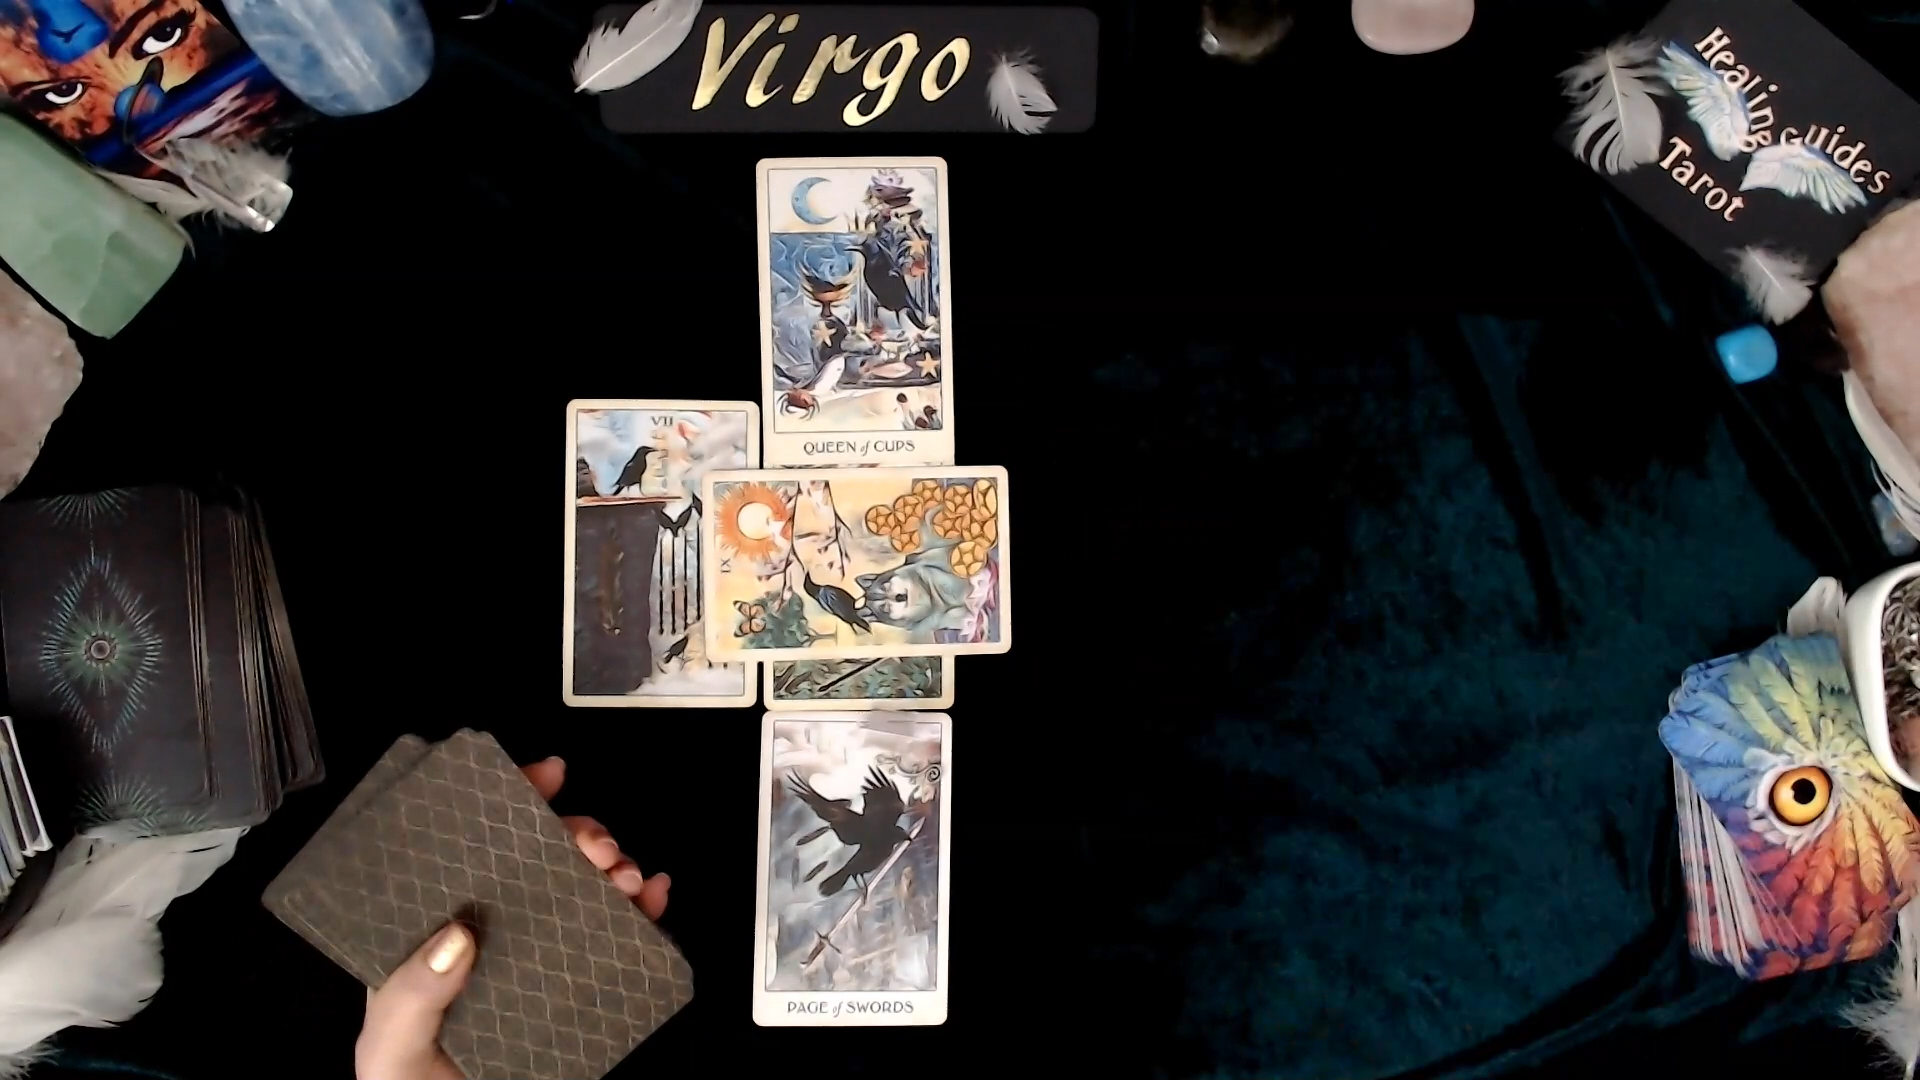 Virgo
Healing Guides
Tarot
QUEEN of CUPS
VII
IX
PAGE of SWORDS